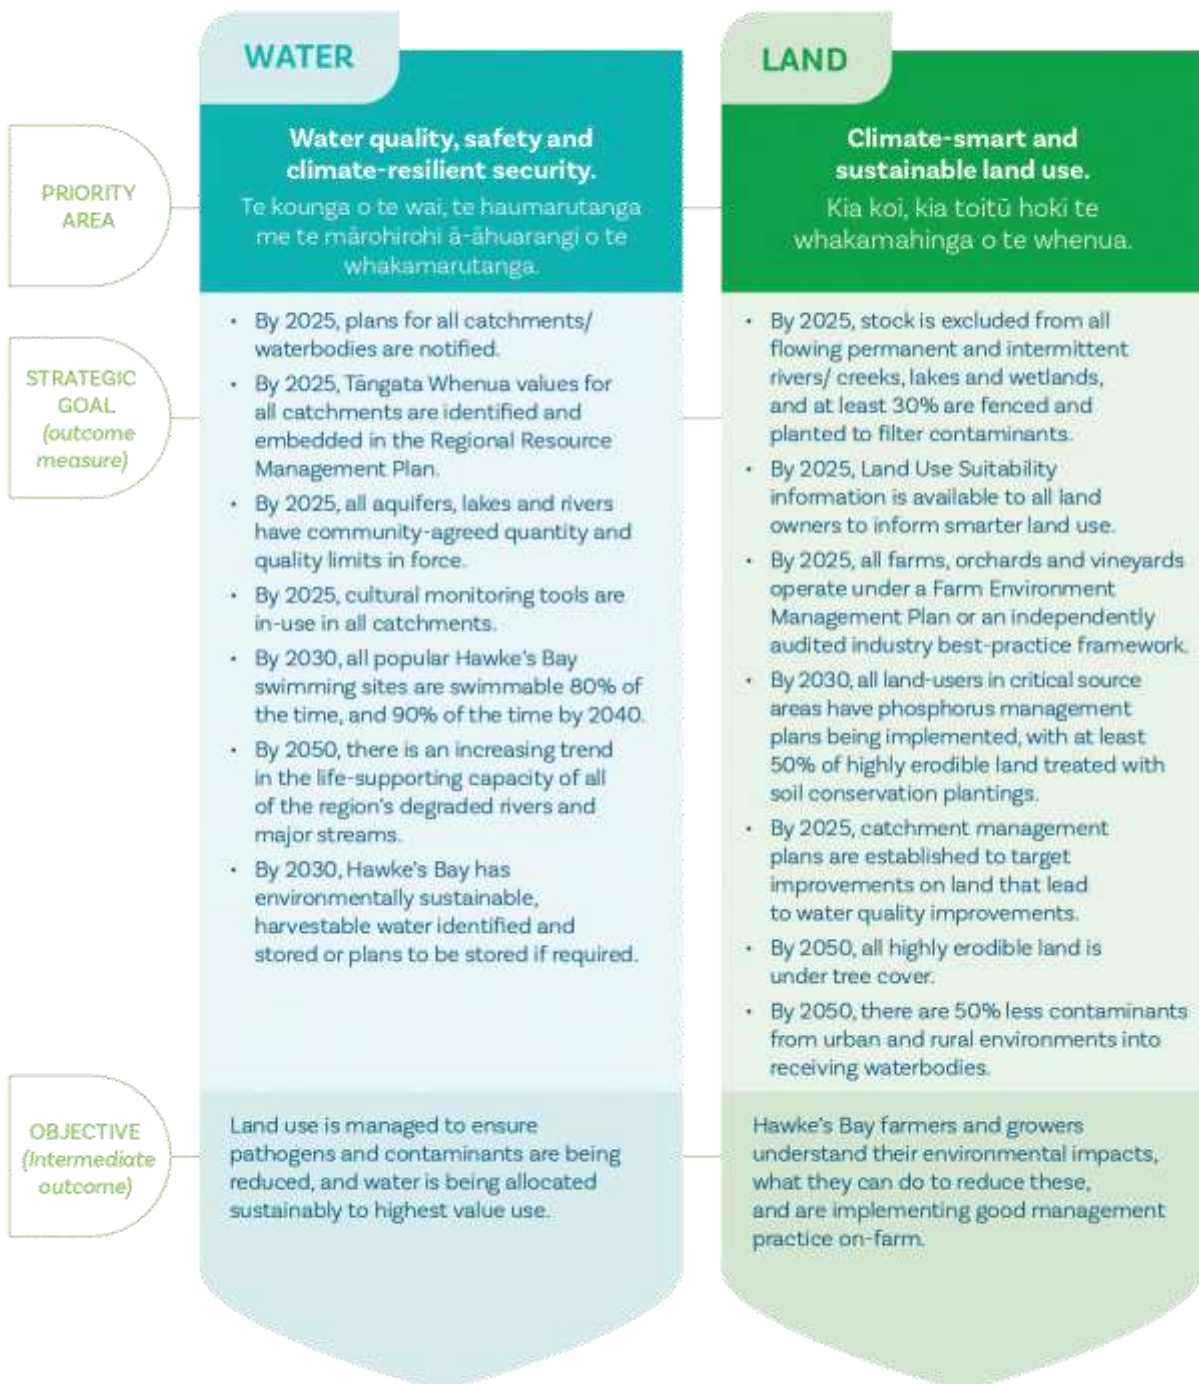 WATER
Water quality, safety and
climate-resilient security.
Te kounga o te wai, te haumarutanga
me te mārohirohi ā-āhuarangi o te
whakamarutanga.
LAND
Climate-smart and
sustainable land use.
Kia koi, kia toitū hoki te
whakamahinga o te whenua.
PRIORITY
AREA
STRATEGIC
GOAL
(outcome
measure)
• By 2025, plans for all catchments/
waterbodies are notified.
• By 2025, Tāngata Whenua values for
all catchments are identified and
embedded in the Regional Resource
Management Plan.
• By 2025, all aquifers, lakes and rivers
have community-agreed quantity and
quality limits in force.
• By 2025, cultural monitoring tools are
in-use in all catchments.
• By 2030, all popular Hawke's Bay
swimming sites are swimmable 80% of
the time, and 90% of the time by 2040.
• By 2050, there is an increasing trend
in the life-supporting capacity of all
of the region's degraded rivers and
major streams.
• By 2030, Hawke's Bay has
environmentally sustainable,
harvestable water identified and
stored or plans to be stored if required.
• By 2025, stock is excluded from all
flowing permanent and intermittent
rivers/ creeks, lakes and wetlands,
and at least 30% are fenced and
planted to filter contaminants.
• By 2025, Land Use Suitability
information is available to all land
owners to inform smarter land use.
• By 2025, all farms, orchards and vineyards
operate under a Farm Environment
Management Plan or an independently
audited industry best-practice framework.
• By 2030, all land-users in critical source
areas have phosphorus management
plans being implemented, with at least
50% of highly erodible land treated with
soil conservation plantings.
• By 2025, catchment management
plans are established to target
improvements on land that lead
to water quality improvements.
• By 2050, all highly erodible land is
under tree cover.
• By 2050, there are 50% less contaminants
from urban and rural environments into
receiving waterbodies.
OBJECTIVE
(Intermediate
outcome)
Land use is managed to ensure
pathogens and contaminants are being
reduced, and water is being allocated
sustainably to highest value use.
Hawke's Bay farmers and growers
understand their environmental impacts,
what they can do to reduce these,
and are implementing good management
practice on-farm.